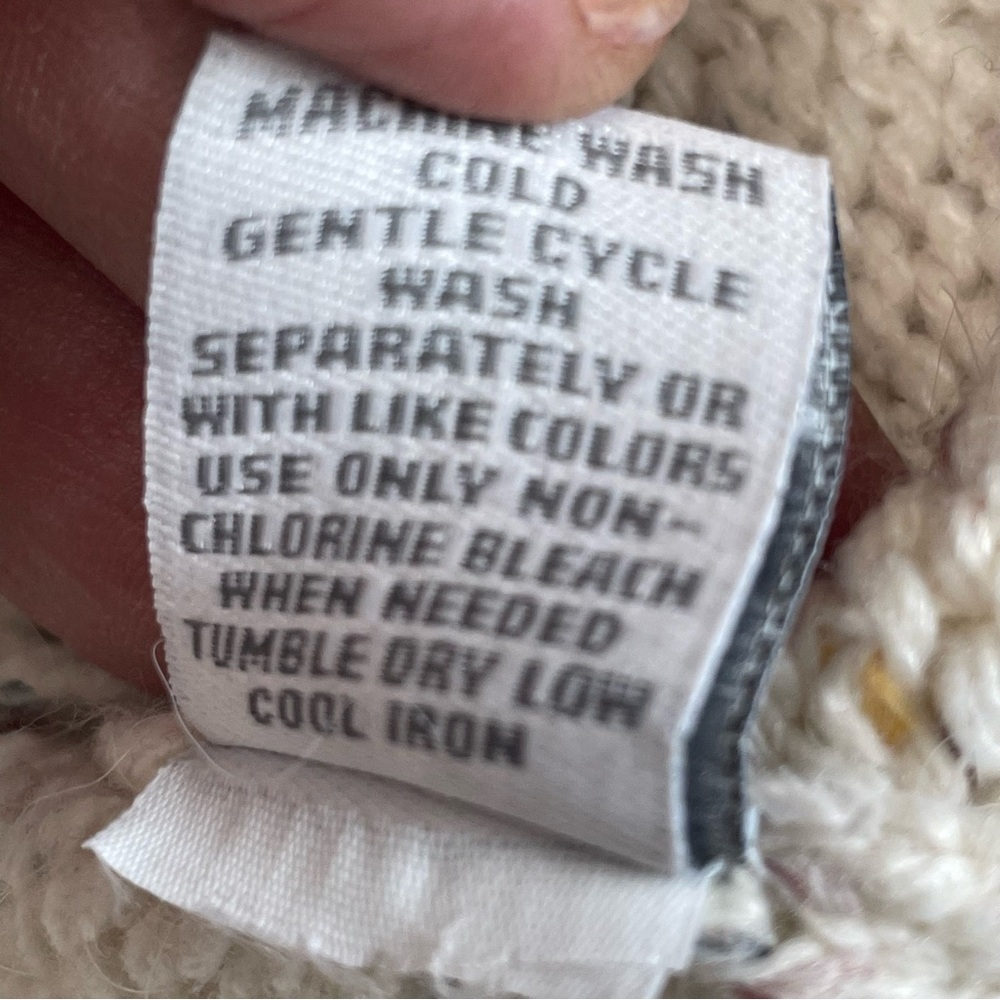 MACHINE WASH
COLD
GENTLE CYCLE
WASH
SEPARATELY OR
WITH LIKE COLORS
USE ONLY NON-
CHLORINE BLEACH
WHEN NEEDED
TUMBLE DRY LOW
COOL IRON